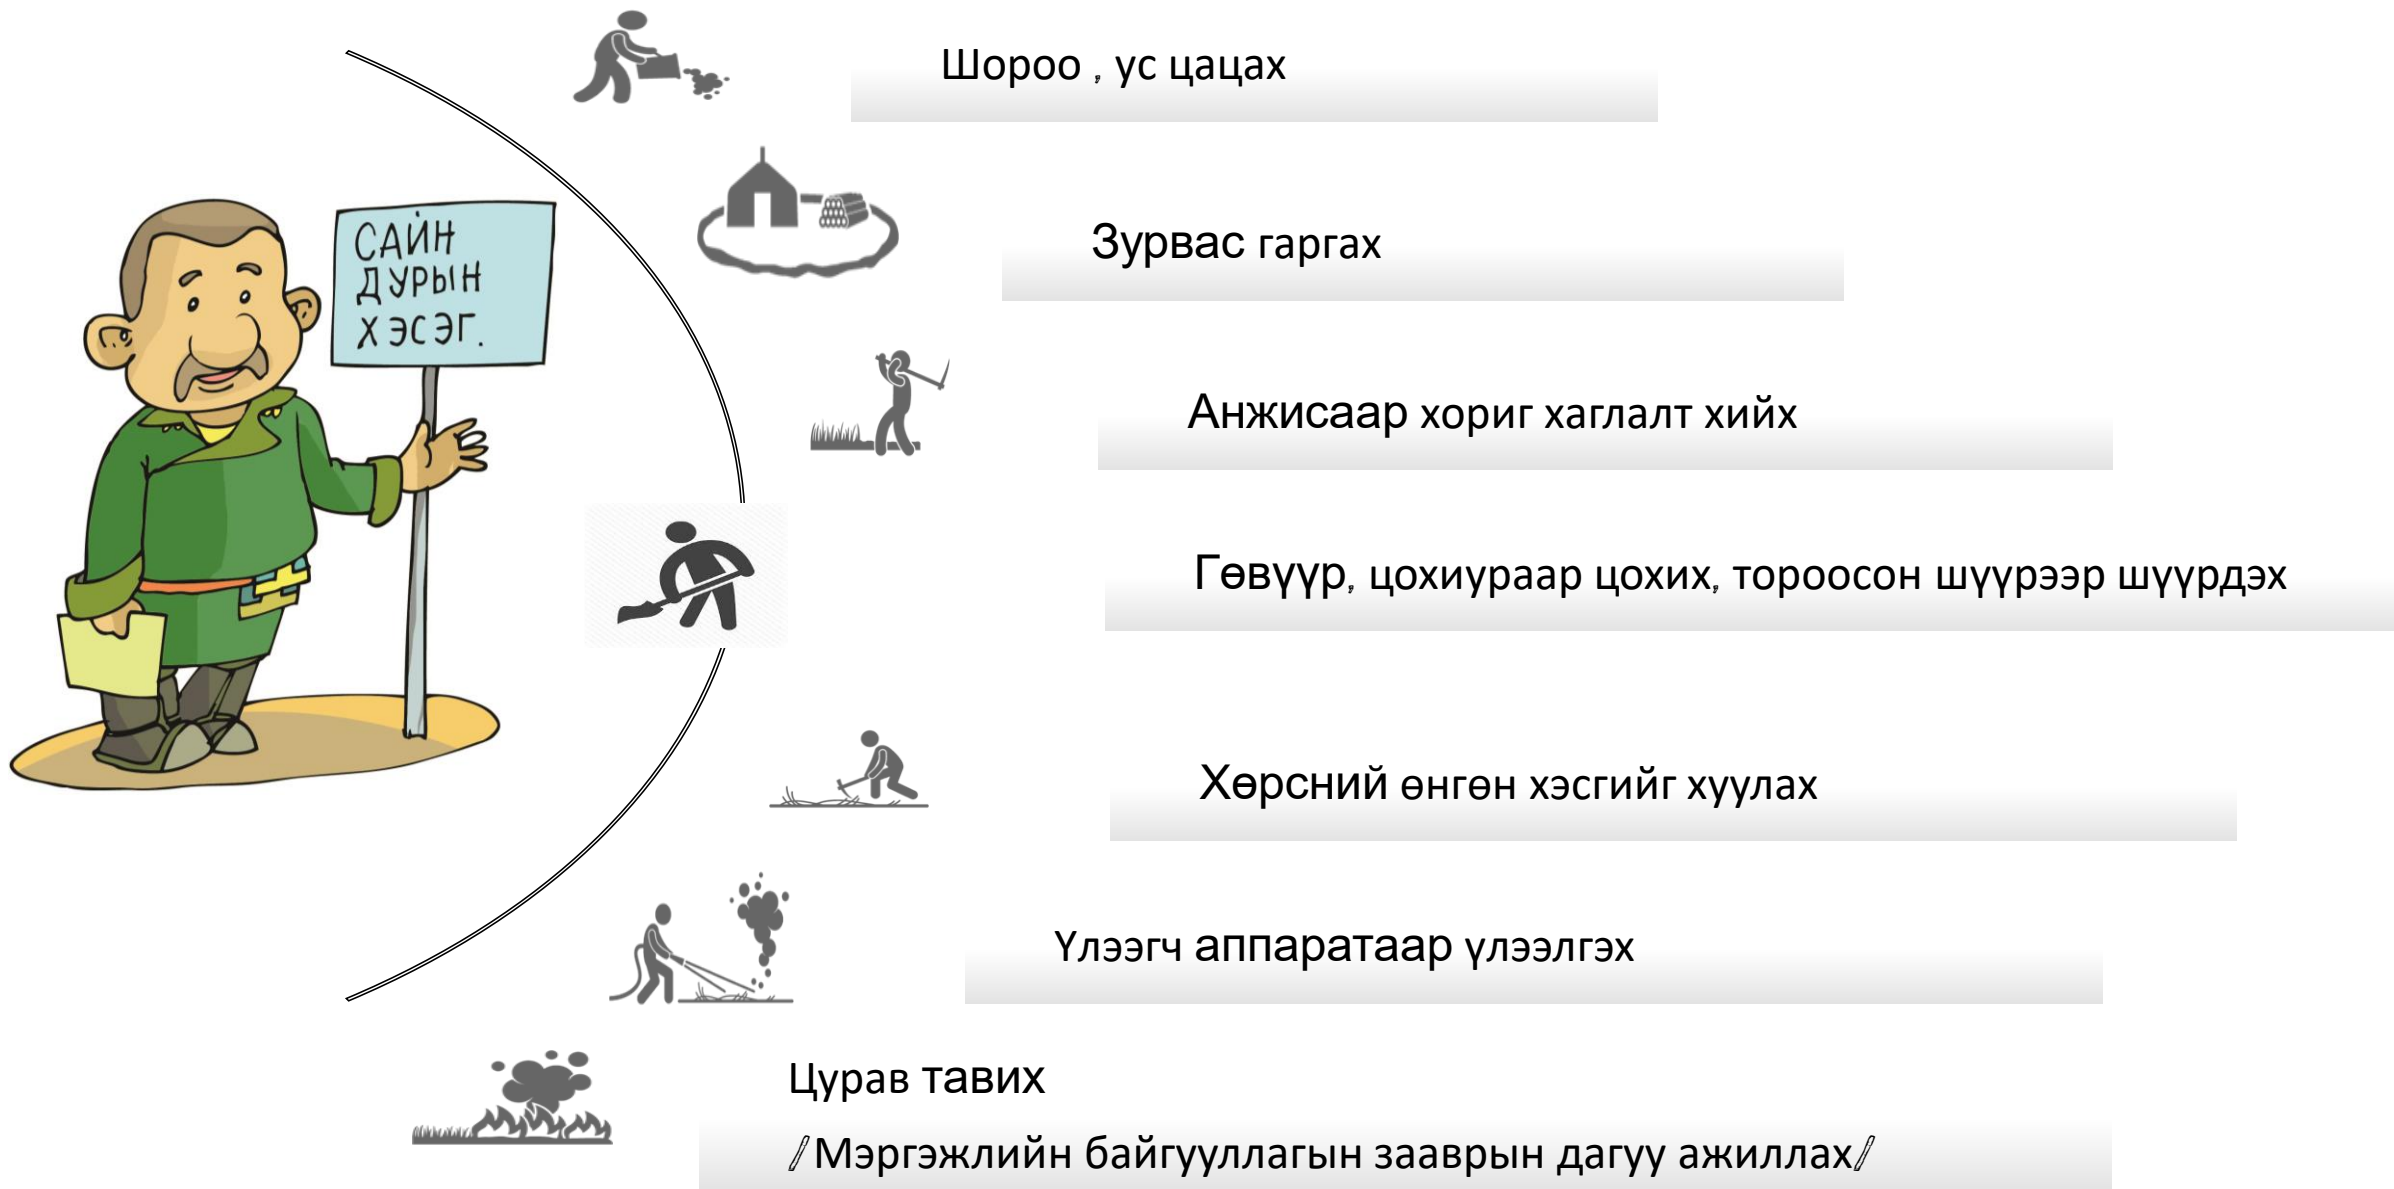 Шороо , ус цацах
САЙН
ДУРЫН
ХЭСЭГ.
Зурвас гаргах
Анжисаар хориг хаглалт хийх
Гөвүүр, цохиураар цохих, тороосон шүүрээр шүүрдэх
Хөрсний өнгөн хэсгийг хуулах
Үлээгч аппаратаар үлээлгэх
Цурав тавих
/Мэргэжлийн байгууллагын зааврын дагуу ажиллах/